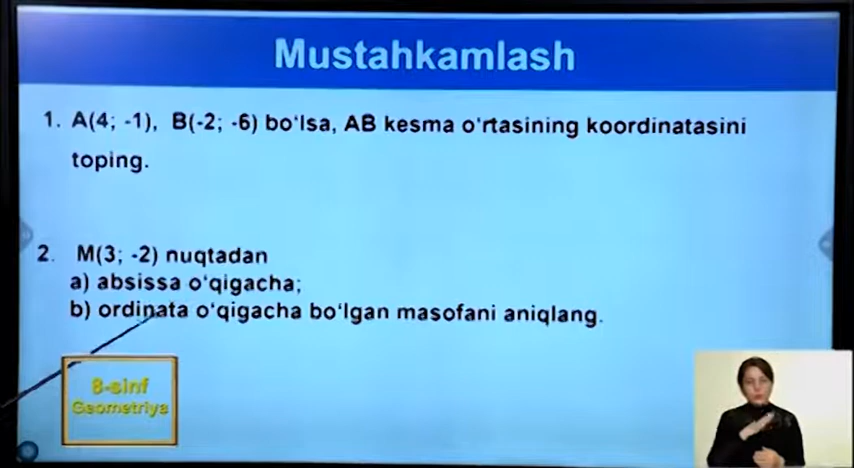 Mustahkamlash
1. A(4; -1), B(-2; -6) bo'lsa, AB kesma o'rtasining koordinatasini
toping.
2. M(3; -2) nuqtadan
a) absissa o'qigacha;
b) ordinata o'qigacha bo'lgan masofani aniqlang.
8-sinf
Geometriya